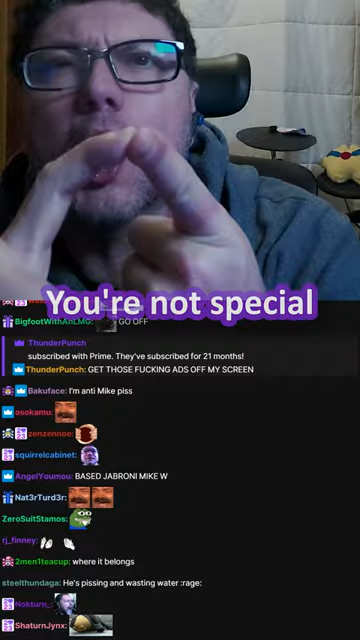 You're not special
BigfootWithAnLMG: GO OFF
ThunderPunch
subscribed with Prime. They've subscribed for 21 months!
ThunderPunch: GET THOSE FUCKING ADS OFF MY SCREEN
Bakuface: I'm anti Mike piss
osokamu:
zenzennoe:
squirrelcabinet:
AngelYoumou: BASED JABRONI MIKE W
Nat3rTurd3r:
ZeroSuitStamos:
rj_finney:
2men1teacup: where it belongs
steelthundaga: He's pissing and wasting water :rage:
Nokturn_:
ShaturnJynx: